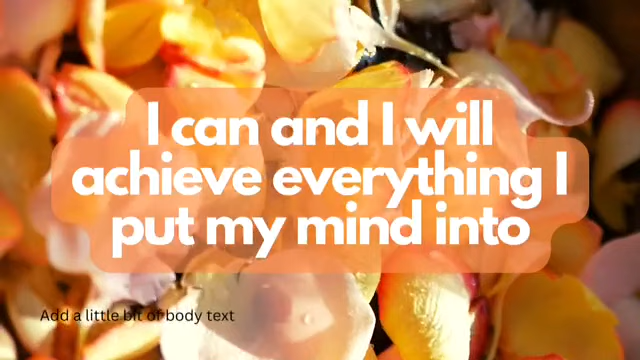 I can and I will
achieve everything I
put my mind into
Add a little bit of body text